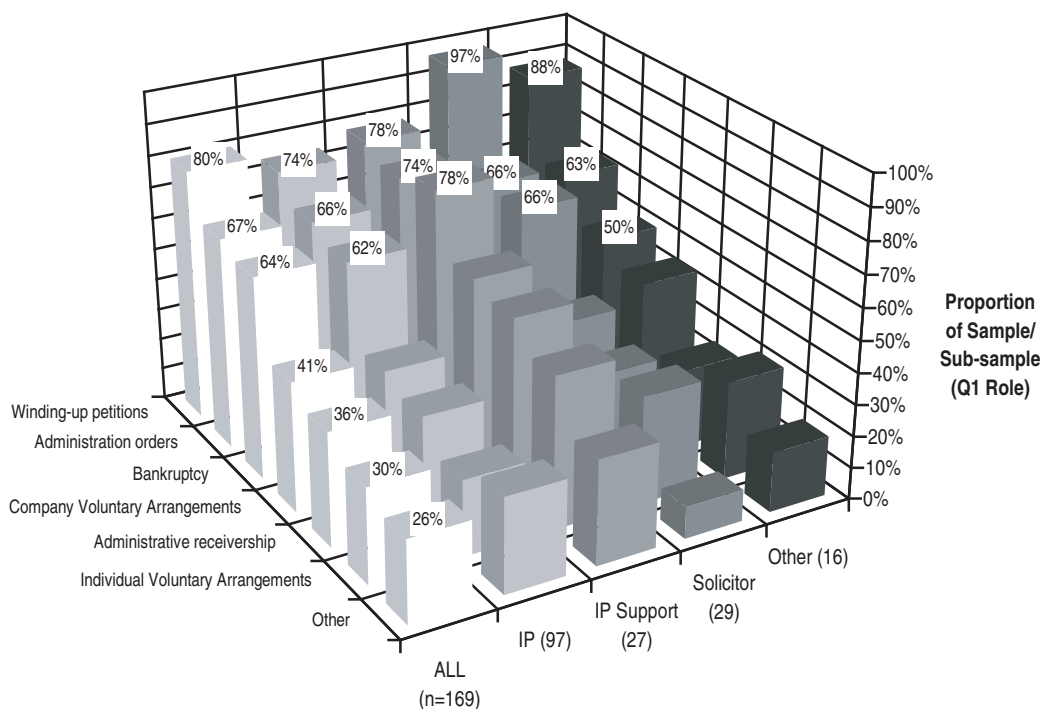 97%
88%
78%
80%
74%
74%
66%
63%
78%
66%
66%
67%
50%
62%
64%
41%
36%
30%
26%
100%
90%
80%
70%
60%
50%
40%
30%
20%
10%
0%
Proportion
of Sample/
Sub-sample
(Q1 Role)
Winding-up petitions
Administration orders
Bankruptcy
Company Voluntary Arrangements
Administrative receivership
Individual Voluntary Arrangements
Other
ALL
(n=169)
IP (97)
IP Support
(27)
Solicitor
(29)
Other (16)